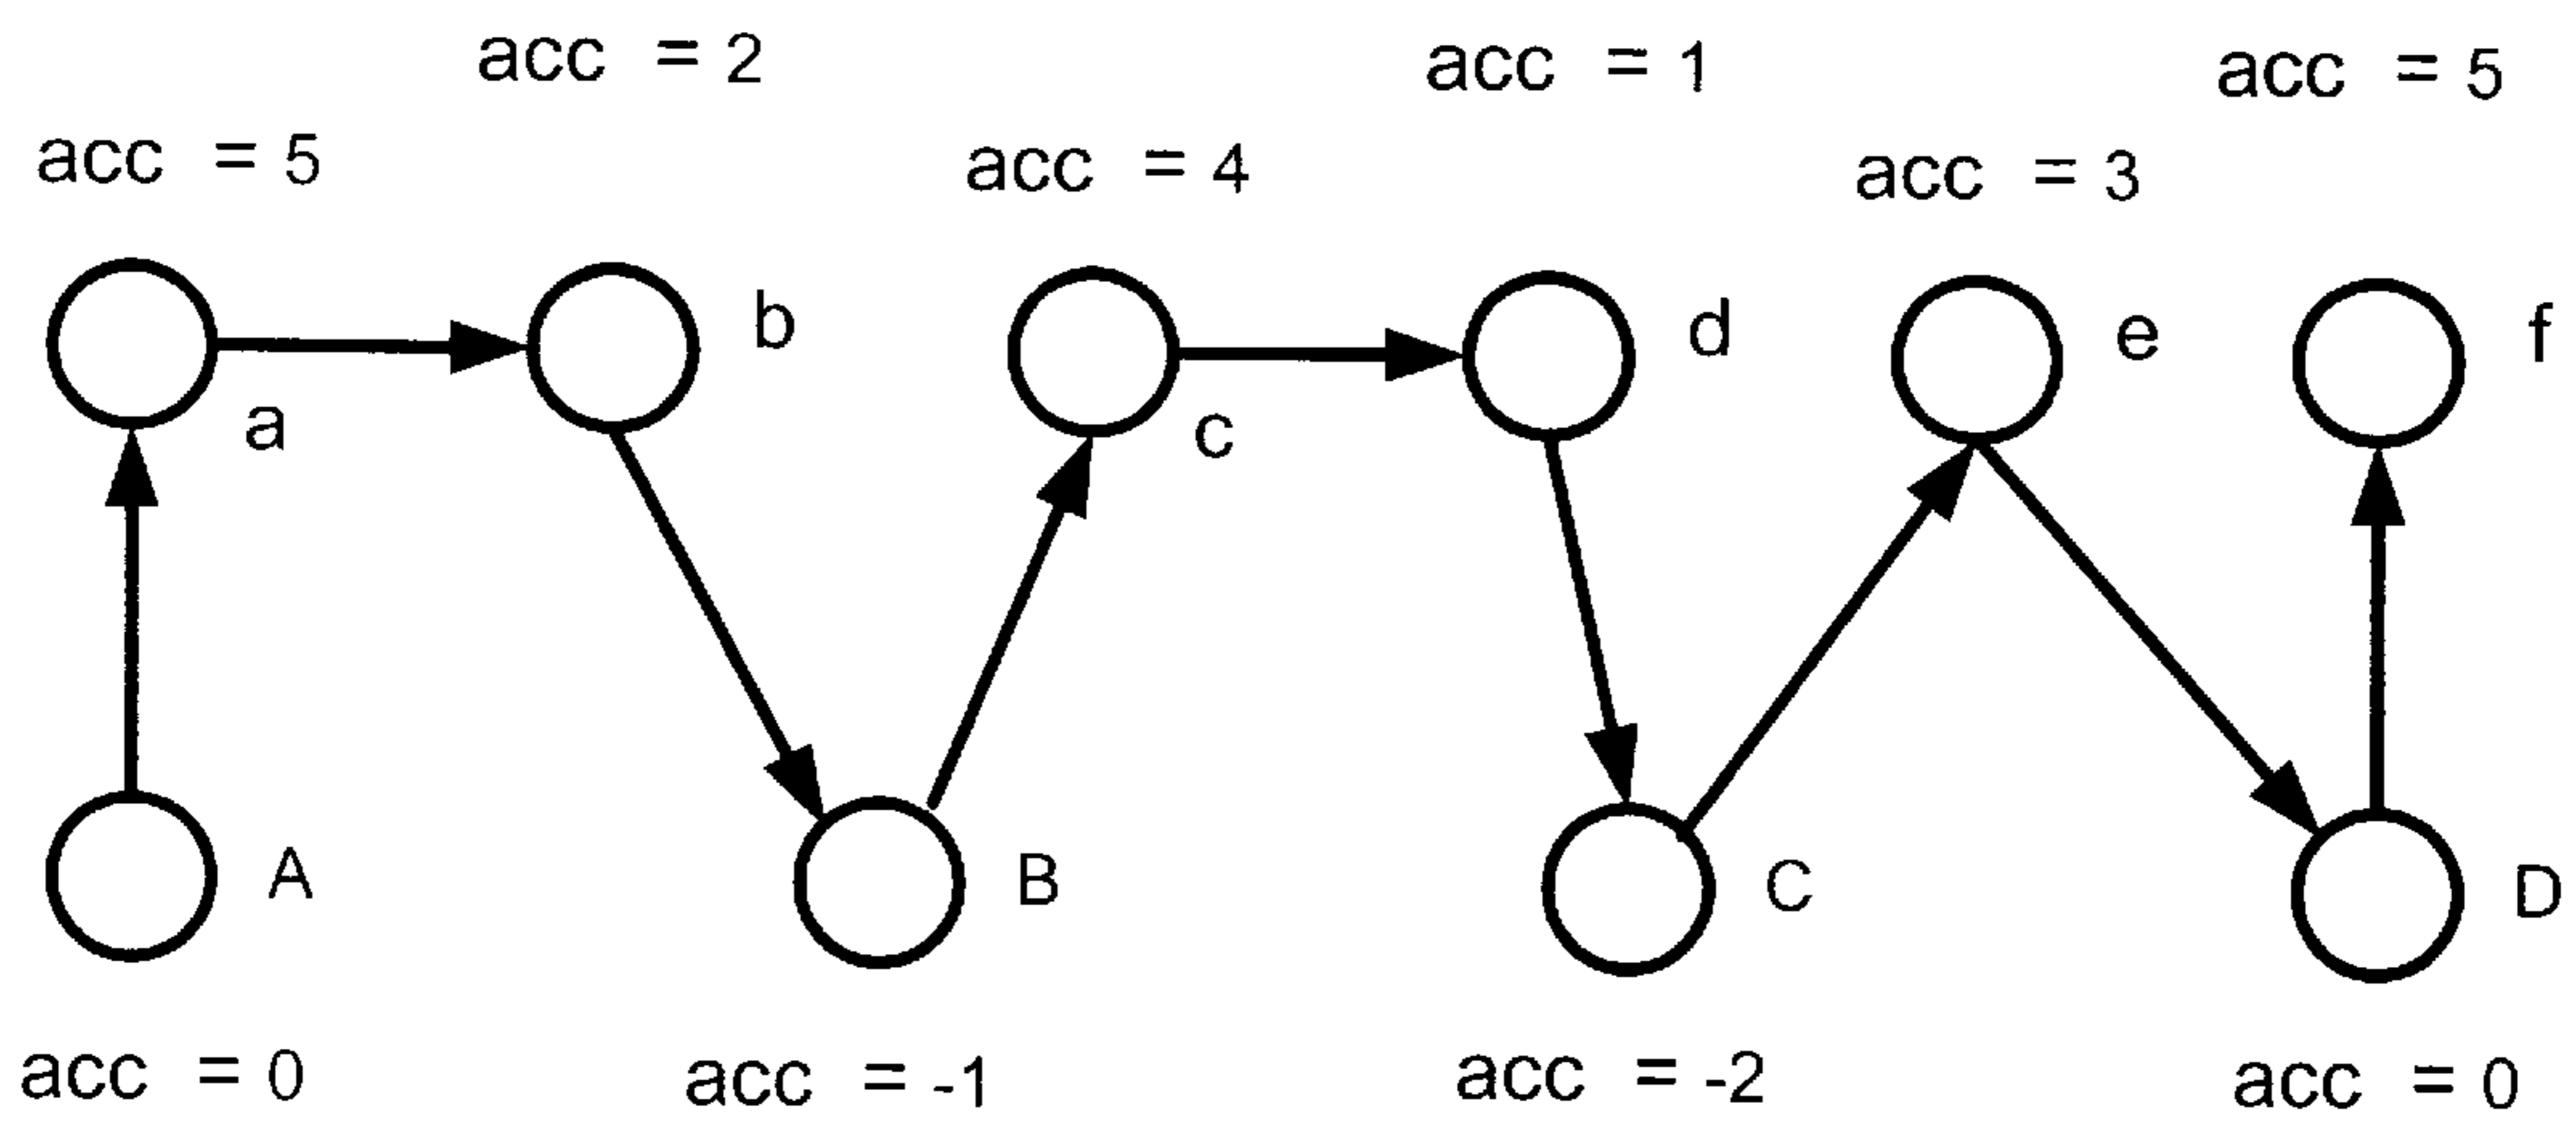 acc = 2
acc = 1
acc = 5
acc = 5
acc = 4
acc = 3
b
d
e
f
a
c
A
B
C
D
acc = 0
acc = -1
acc = -2
acc = 0